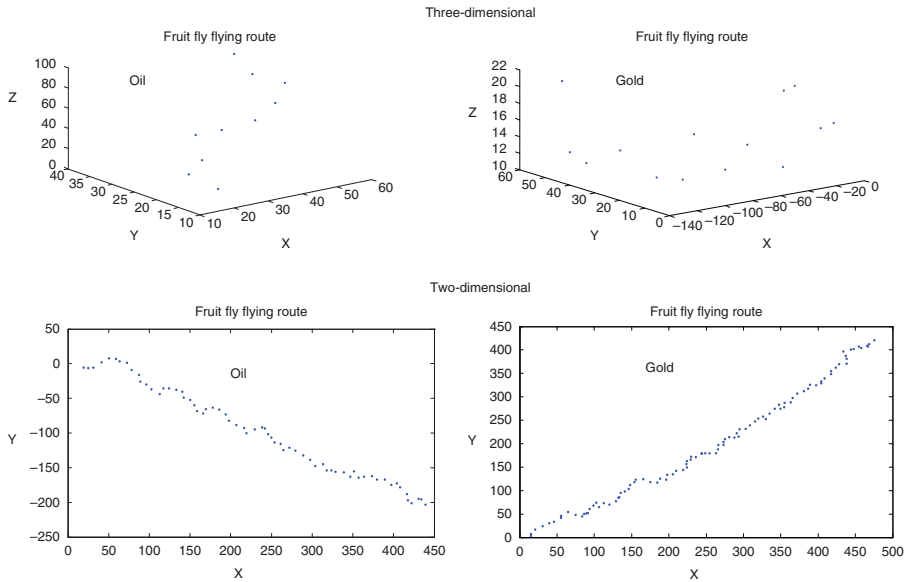 Three-dimensional
Fruit fly flying route
Oil
Z
100
80
60
40
20
0
40
35
30
25
20
15
10
Y
10
20
30
40
50
60
X
Fruit fly flying route
Gold
Z
22
20
18
16
14
12
10
60
50
40
30
20
10
0
Y
−140
−120
−100
−80
−60
−40
−20
0
X
Two-dimensional
Fruit fly flying route
Oil
Y
50
0
−50
−100
−150
−200
−250
0 50 100 150 200 250 300 350 400 450
X
Fruit fly flying route
Gold
Y
450
400
350
300
250
200
150
100
50
0
0 50 100 150 200 250 300 350 400 450 500
X